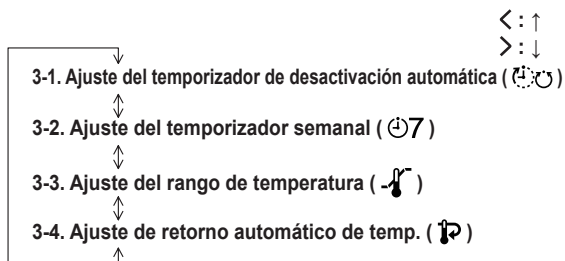 < : ↑
> : ↓
3-1. Ajuste del temporizador de desactivación automática ( )
3-2. Ajuste del temporizador semanal ( 7 )
3-3. Ajuste del rango de temperatura ( )
3-4. Ajuste de retorno automático de temp. ( )